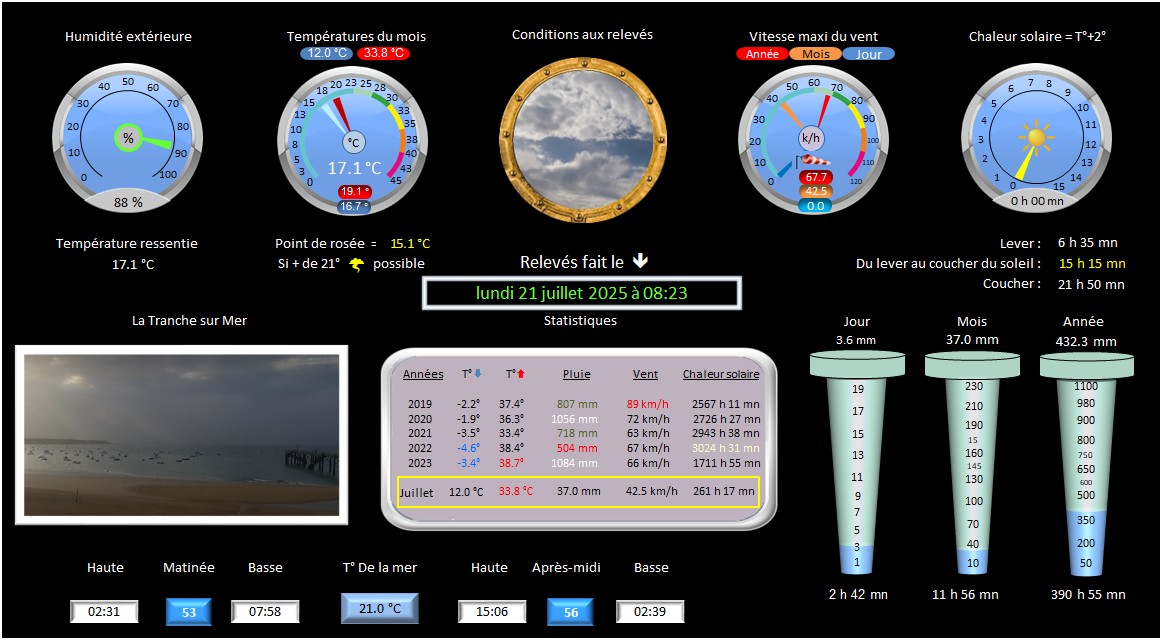 Humidité extérieure
Températures du mois
12.0 °C 33.8 °C
Conditions aux relevés
Vitesse maxi du vent
Année Mois Jour
Chaleur solaire = T°+2°
0 10 20 30 40 50 60 70 80 90 100
%
88 %
0 3 5 8 10 13 15 18 20 23 25 28 30 33 35 38 40 43 45
°C
17.1 °C
19.1 °
16.7 °
0 10 20 30 40 50 60 70 80 90 100 110 120
k/h
67.7
42.5
0.0
0 1 2 3 4 5 6 7 8 9 10 11 12 13 14 15
0 h 00 mn
Température ressentie
17.1 °C
Point de rosée = 15.1 °C
Si + de 21° possible
Relevés fait le
lundi 21 juillet 2025 à 08:23
Lever : 6 h 35 mn
Du lever au coucher du soleil : 15 h 15 mn
Coucher : 21 h 50 mn
La Tranche sur Mer
Statistiques
Années T° T° Pluie Vent Chaleur solaire
2019 -2.2° 37.4° 807 mm 89 km/h 2567 h 11 mn
2020 -1.9° 36.3° 1056 mm 72 km/h 2726 h 27 mn
2021 -3.5° 33.4° 718 mm 63 km/h 2943 h 38 mn
2022 -4.6° 38.4° 504 mm 67 km/h 3024 h 31 mn
2023 -3.4° 38.7° 1084 mm 66 km/h 1711 h 55 mn
Juillet 12.0 °C 33.8 °C 37.0 mm 42.5 km/h 261 h 17 mn
Jour
3.6 mm
19
17
15
13
11
9
7
5
3
1
2 h 42 mn
Mois
37.0 mm
230
210
190
15
160
145
130
100
70
40
10
11 h 56 mn
Année
432.3 mm
1100
980
900
800
750
650
600
500
350
200
50
390 h 55 mn
Haute Matinée Basse
02:31 53 07:58
T° De la mer
21.0 °C
Haute Après-midi Basse
15:06 56 02:39